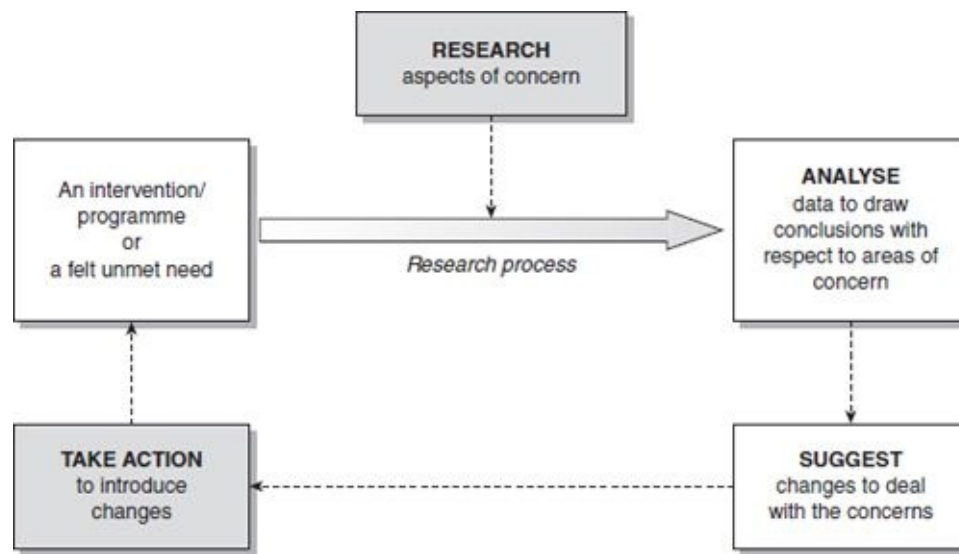 RESEARCH
aspects of concern
An intervention/
programme
or
a felt unmet need
Research process
ANALYSE
data to draw
conclusions with
respect to areas of
concern
TAKE ACTION
to introduce
changes
SUGGEST
changes to deal
with the concerns